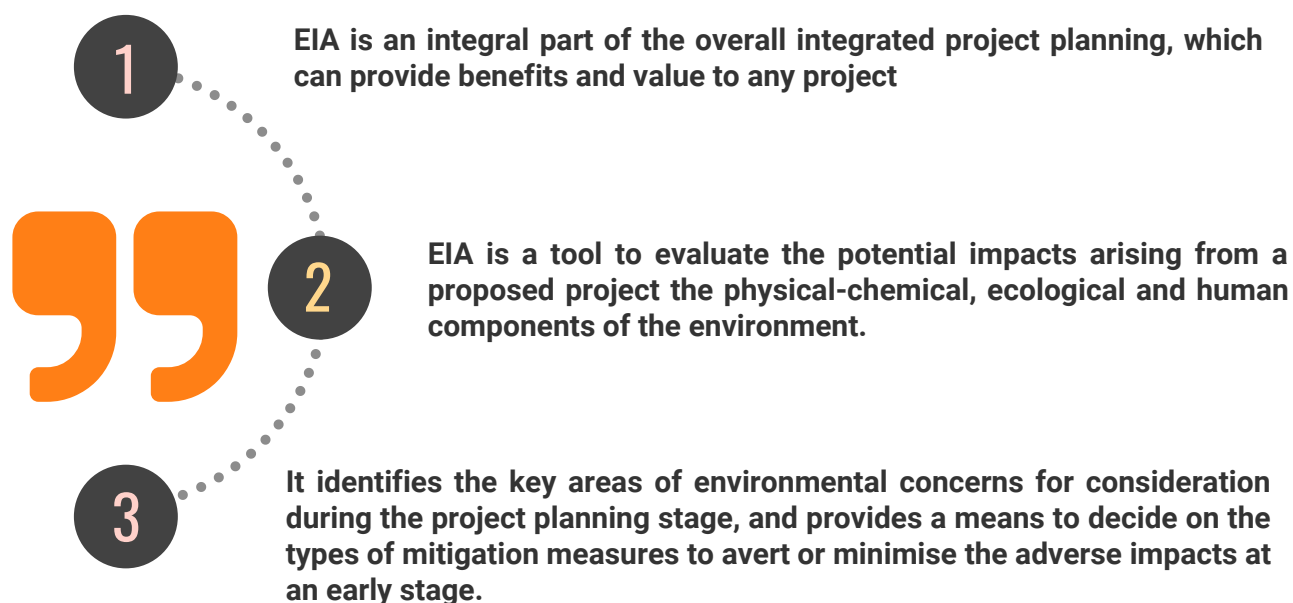 1
EIA is an integral part of the overall integrated project planning, which
can provide benefits and value to any project
2
EIA is a tool to evaluate the potential impacts arising from a
proposed project the physical-chemical, ecological and human
components of the environment.
3
It identifies the key areas of environmental concerns for consideration
during the project planning stage, and provides a means to decide on the
types of mitigation measures to avert or minimise the adverse impacts at
an early stage.